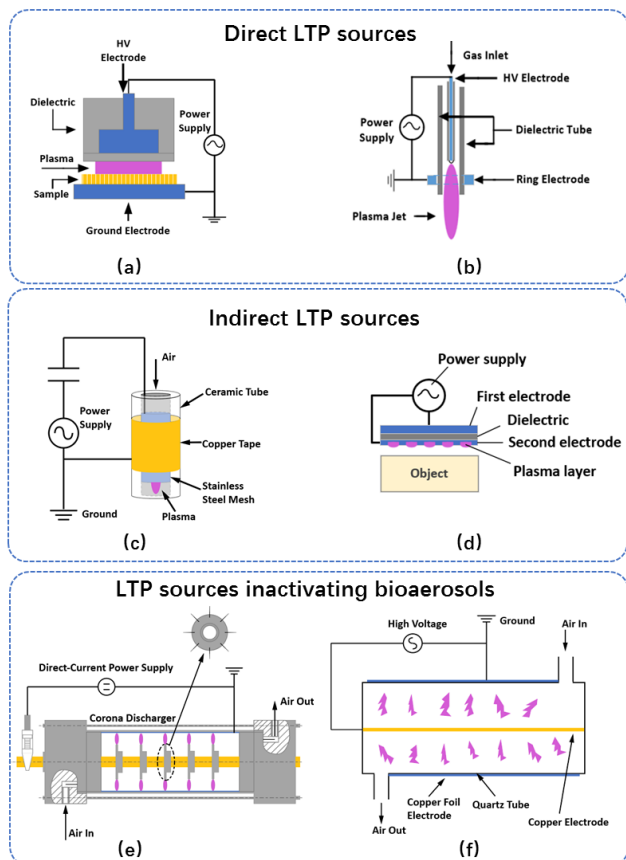 Direct LTP sources
HV
Electrode
Dielectric
Power
Supply
Plasma
Sample
Ground Electrode
(a)
Gas Inlet
HV Electrode
Power
Supply
Dielectric Tube
Ring Electrode
Plasma Jet
(b)
Indirect LTP sources
Air
Ceramic Tube
Power
Supply
Copper Tape
Stainless
Steel Mesh
Plasma
Ground
(c)
Power supply
First electrode
Dielectric
Second electrode
Plasma layer
Object
(d)
LTP sources inactivating bioaerosols
Direct-Current Power Supply
Corona Discharger
Air Out
Air In
(e)
High Voltage
Ground
Air In
Copper Foil
Electrode
Quartz Tube
Copper Electrode
Air Out
(f)